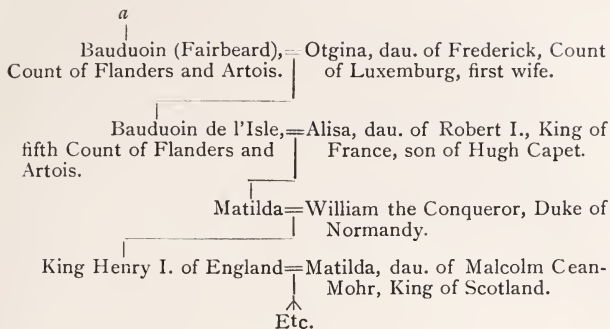 a
Bauduoin (Fairbeard), = Otgina, dau. of Frederick, Count
Count of Flanders and Artois. of Luxemburg, first wife.
Bauduoin de l'Isle, = Alisa, dau. of Robert I., King of
fifth Count of Flanders and France, son of Hugh Capet.
Artois.
Matilda = William the Conqueror, Duke of
Normandy.
King Henry I. of England = Matilda, dau. of Malcolm Cean-
Mohr, King of Scotland.
Etc.